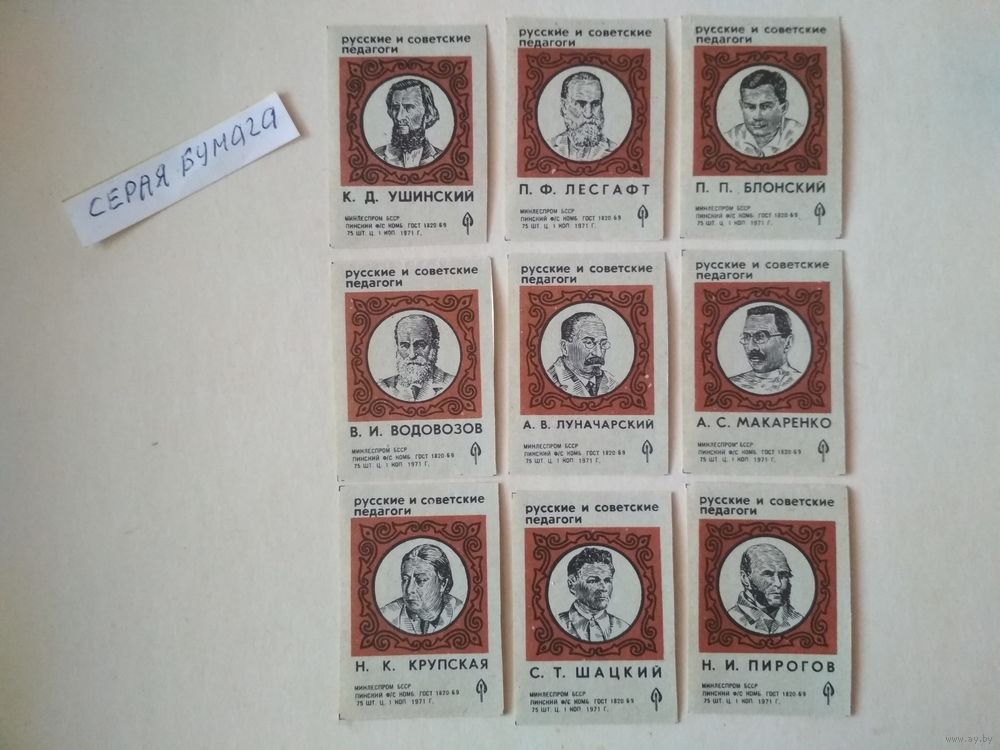 СЕРАЯ БУМАГА
русские и советские
педагоги
К. Д. УШИНСКИЙ
МИНЛЕСПРОМ БССР
ПИНСКИЙ Ф/С КОМБ. ГОСТ 1820-69
75 ШТ. Ц. 1 КОП. 1971 Г.
русские и советские
педагоги
П. Ф. ЛЕСГАФТ
МИНЛЕСПРОМ БССР
ПИНСКИЙ Ф/С КОМБ. ГОСТ 1820-69
75 ШТ. Ц. 1 КОП. 1971 Г.
русские и советские
педагоги
П. П. БЛОНСКИЙ
МИНЛЕСПРОМ БССР
ПИНСКИЙ Ф/С КОМБ. ГОСТ 1820-69
75 ШТ. Ц. 1 КОП. 1971 Г.
русские и советские
педагоги
В. И. ВОДОВОЗОВ
МИНЛЕСПРОМ БССР
ПИНСКИЙ Ф/С КОМБ. ГОСТ 1820-69
75 ШТ. Ц. 1 КОП. 1971 Г.
русские и советские
педагоги
А. В. ЛУНАЧАРСКИЙ
МИНЛЕСПРОМ БССР
ПИНСКИЙ Ф/С КОМБ. ГОСТ 1820-69
75 ШТ. Ц. 1 КОП. 1971 Г.
русские и советские
педагоги
А. С. МАКАРЕНКО
МИНЛЕСПРОМ БССР
ПИНСКИЙ Ф/С КОМБ. ГОСТ 1820-69
75 ШТ. Ц. 1 КОП. 1971 Г.
русские и советские
педагоги
Н. К. КРУПСКАЯ
МИНЛЕСПРОМ БССР
ПИНСКИЙ Ф/С КОМБ. ГОСТ 1820-69
75 ШТ. Ц. 1 КОП. 1971 Г.
русские и советские
педагоги
С. Т. ШАЦКИЙ
МИНЛЕСПРОМ БССР
ПИНСКИЙ Ф/С КОМБ. ГОСТ 1820-69
75 ШТ. Ц. 1 КОП. 1971 Г.
русские и советские
педагоги
Н. И. ПИРОГОВ
МИНЛЕСПРОМ БССР
ПИНСКИЙ Ф/С КОМБ. ГОСТ 1820-69
75 ШТ. Ц. 1 КОП. 1971 Г.
www.ay.by